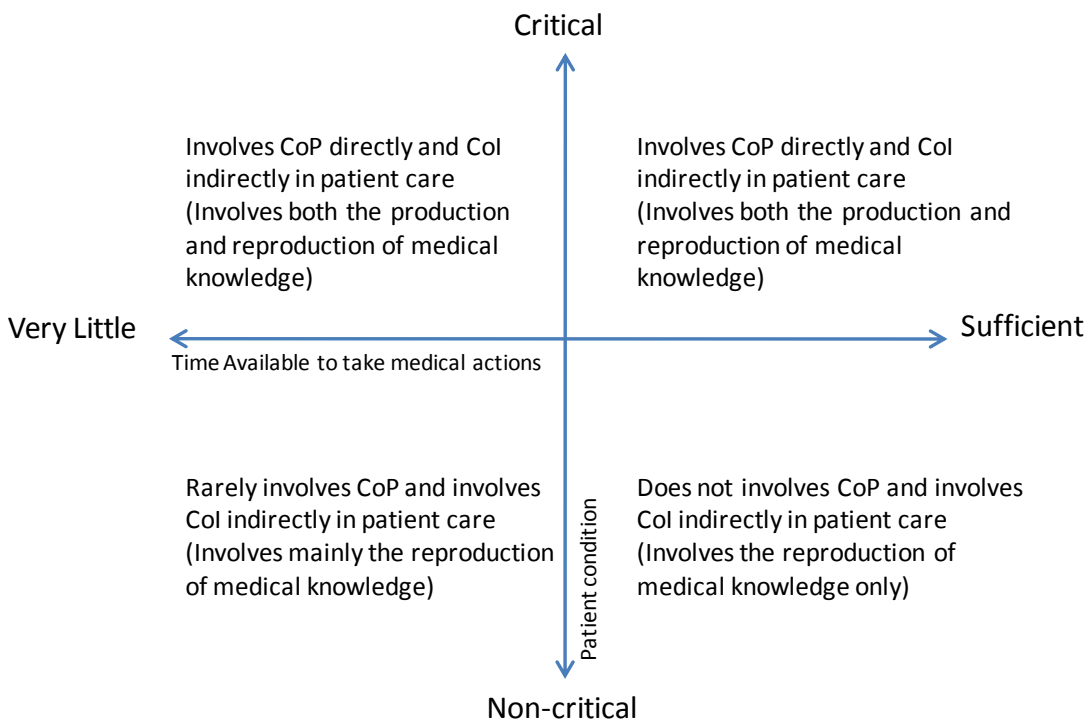 Critical
Involves CoP directly and CoI
indirectly in patient care
(Involves both the production
and reproduction of medical
knowledge)
Involves CoP directly and CoI
indirectly in patient care
(Involves both the production and
reproduction of medical
knowledge)
Very Little
Sufficient
Time Available to take medical actions
Rarely involves CoP and involves
CoI indirectly in patient care
(Involves mainly the reproduction
of medical knowledge)
Does not involves CoP and involves
CoI indirectly in patient care
(Involves the reproduction of
medical knowledge only)
Patient condition
Non-critical